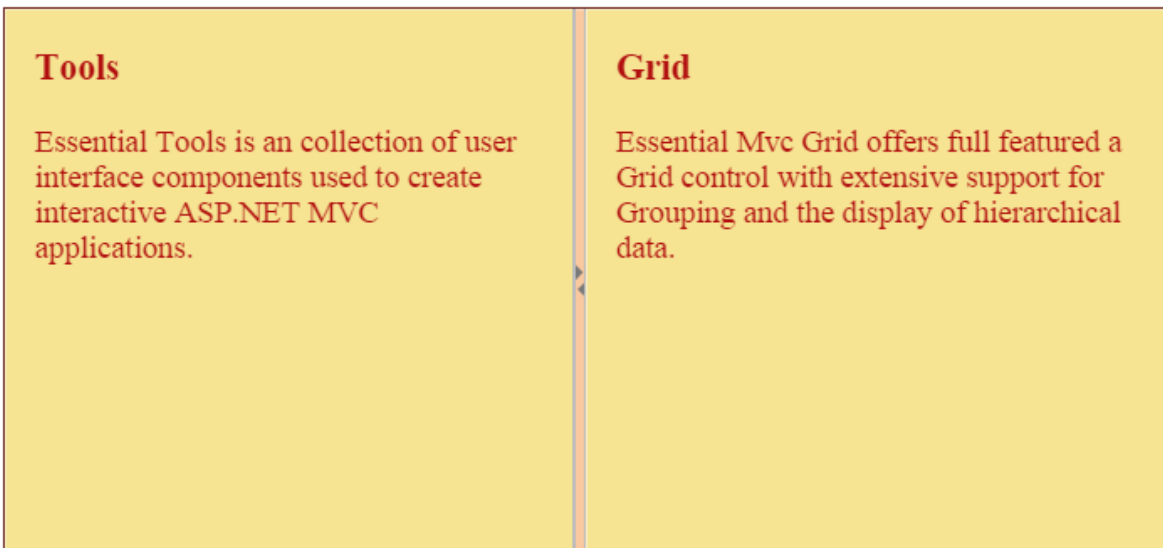 Tools
Essential Tools is an collection of user
interface components used to create
interactive ASP.NET MVC
applications.
Grid
Essential Mvc Grid offers full featured a
Grid control with extensive support for
Grouping and the display of hierarchical
data.